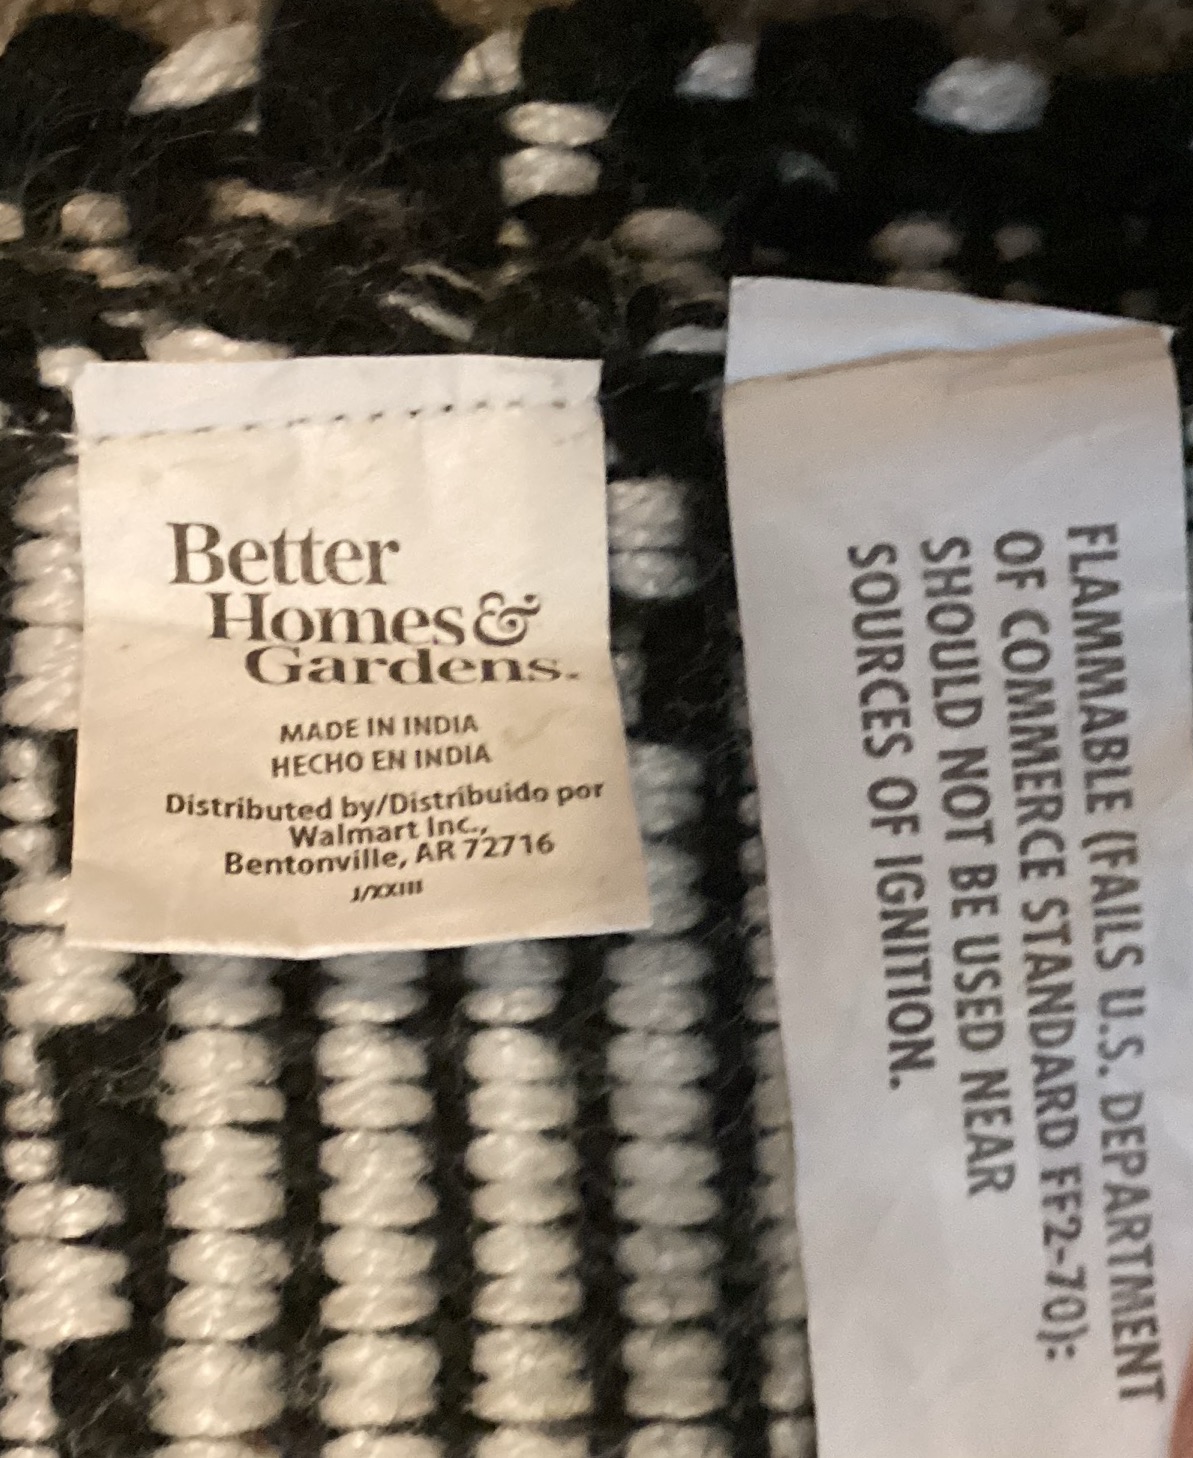 Better
Homes&
Gardens.
MADE IN INDIA
HECHO EN INDIA
Distributed by/Distribuido por
Walmart Inc.,
Bentonville, AR 72716
J/XXIII
FLAMMABLE (FAILS U.S. DEPARTMENT
OF COMMERCE STANDARD FF2-70):
SHOULD NOT BE USED NEAR
SOURCES OF IGNITION.